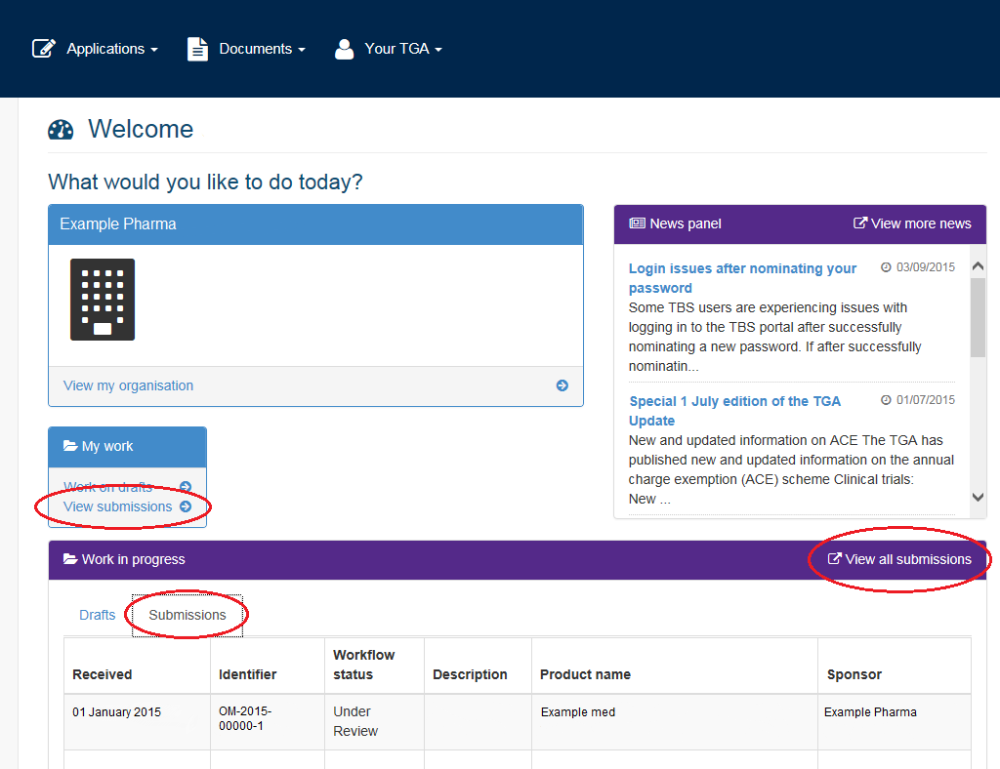 Applications
Documents
Your TGA
Welcome
What would you like to do today?
Example Pharma
View my organisation
News panel
View more news
Login issues after nominating your
03/09/2015
password
Some TBS users are experiencing issues with
logging in to the TBS portal after successfully
nominating a new password. If after successfully
nominatin...
Special 1 July edition of the TGA
01/07/2015
Update
New and updated information on ACE The TGA has
published new and updated information on the annual
charge exemption (ACE) scheme Clinical trials:
New ...
My work
Work on drafts
View submissions
Work in progress
View all submissions
Drafts
Submissions
Received
Identifier
Workflow
status
Description
Product name
Sponsor
01 January 2015
OM-2015-
00000-1
Under
Review
Example med
Example Pharma